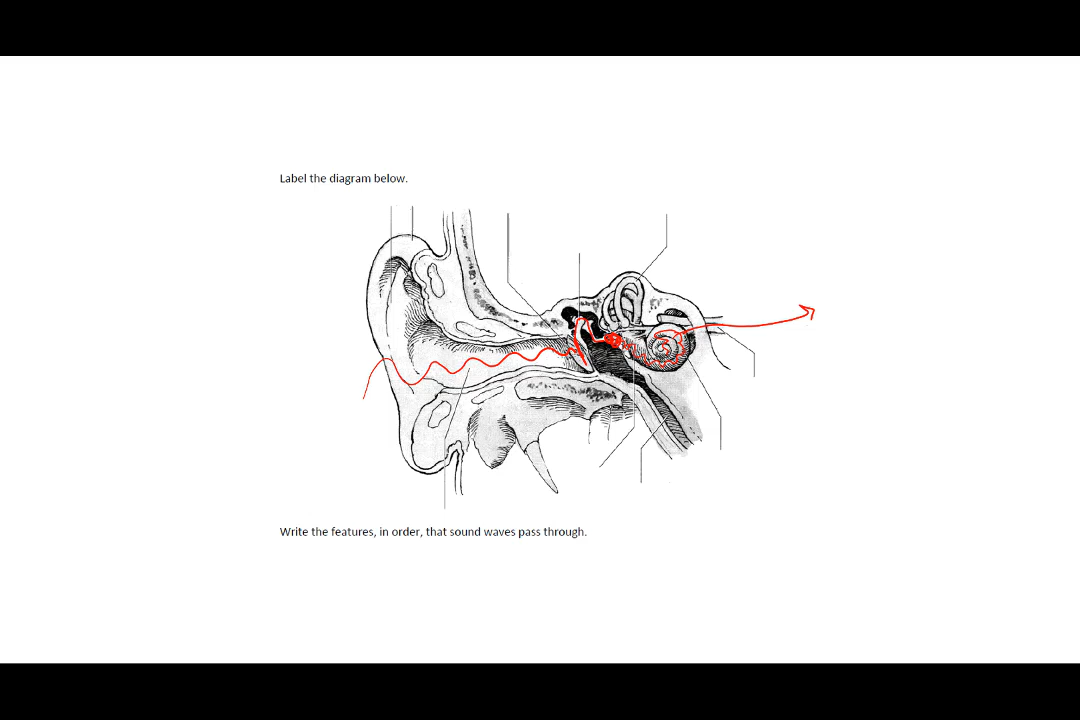 Label the diagram below.
Write the features, in order, that sound waves pass through.